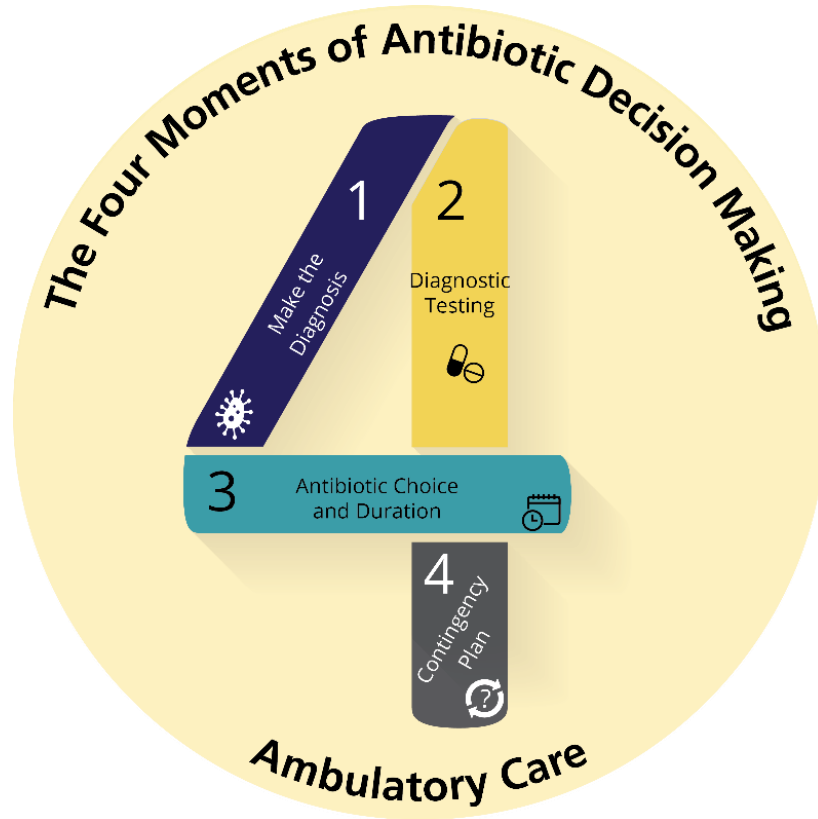 The Four Moments of Antibiotic Decision Making
1
Make the
Diagnosis
2
Diagnostic
Testing
3
Antibiotic Choice
and Duration
4
Contingency
Plan
?
Ambulatory Care